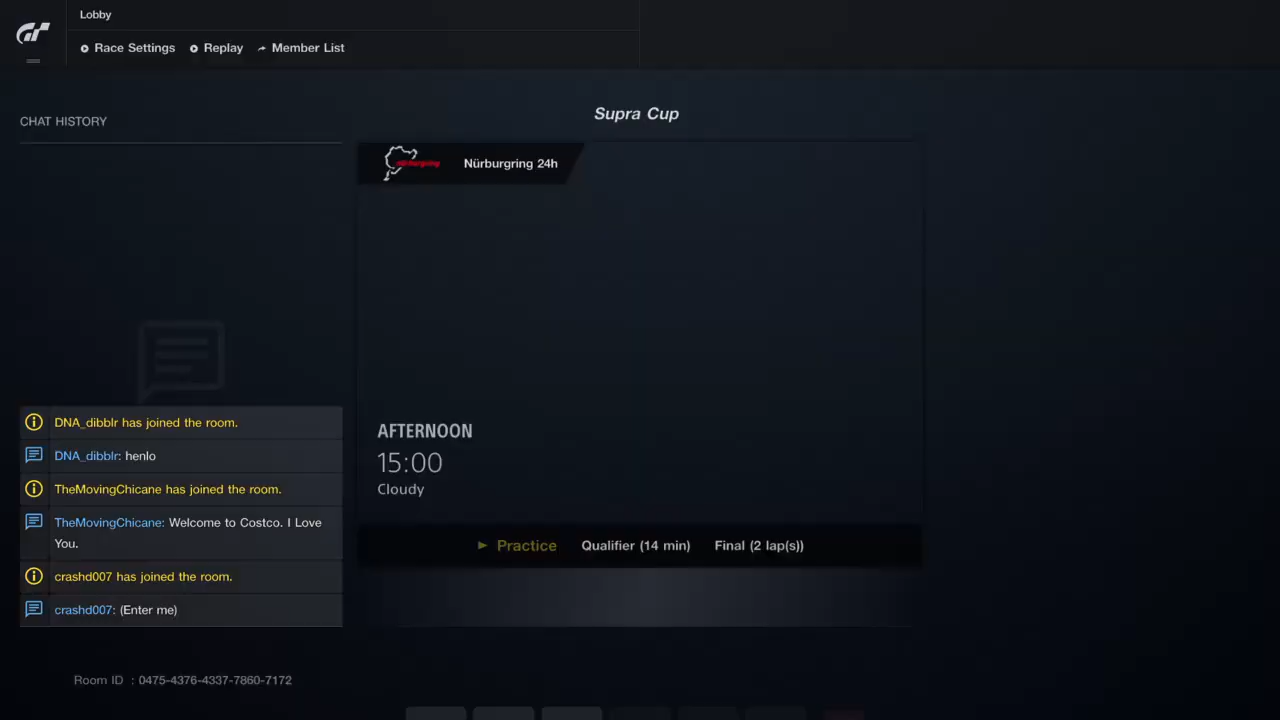 Lobby
Race Settings Replay Member List
CHAT HISTORY
Supra Cup
nürburgring Nürburgring 24h
AFTERNOON
15:00
Cloudy
DNA_dibblr has joined the room.
DNA_dibblr: henlo
TheMovingChicane has joined the room.
TheMovingChicane: Welcome to Costco. I Love
You.
crashd007 has joined the room.
crashd007: (Enter me)
Practice Qualifier (14 min) Final (2 lap(s))
Room ID : 0475-4376-4337-7860-7172